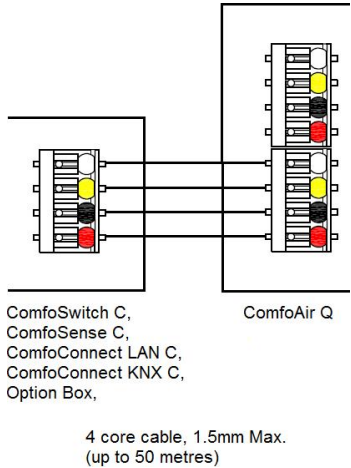 ComfoSwitch C,
ComfoSense C,
ComfoConnect LAN C,
ComfoConnect KNX C,
Option Box,
ComfoAir Q
4 core cable, 1.5mm Max.
(up to 50 metres)